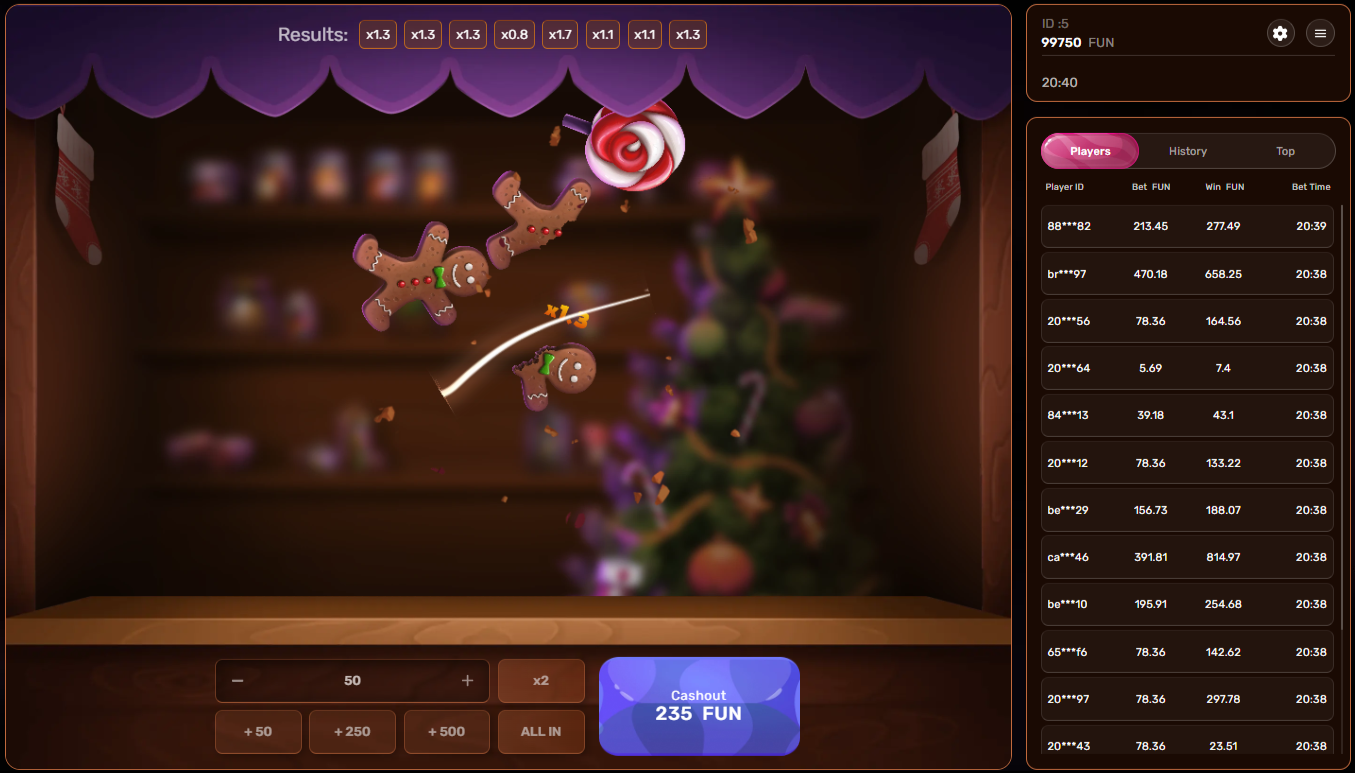 Results: x1.3 x1.3 x1.3 x0.8 x1.7 x1.1 x1.1 x1.3
x1.3
− 50 + x2
+ 50 + 250 + 500 ALL IN
Cashout
235 FUN
ID :5
99750 FUN
20:40
Players History Top
Player ID Bet FUN Win FUN Bet Time
88***82 213.45 277.49 20:39
br***97 470.18 658.25 20:38
20***56 78.36 164.56 20:38
20***64 5.69 7.4 20:38
84***13 39.18 43.1 20:38
20***12 78.36 133.22 20:38
be***29 156.73 188.07 20:38
ca***46 391.81 814.97 20:38
be***10 195.91 254.68 20:38
65***f6 78.36 142.62 20:38
20***97 78.36 297.78 20:38
20***43 78.36 23.51 20:38